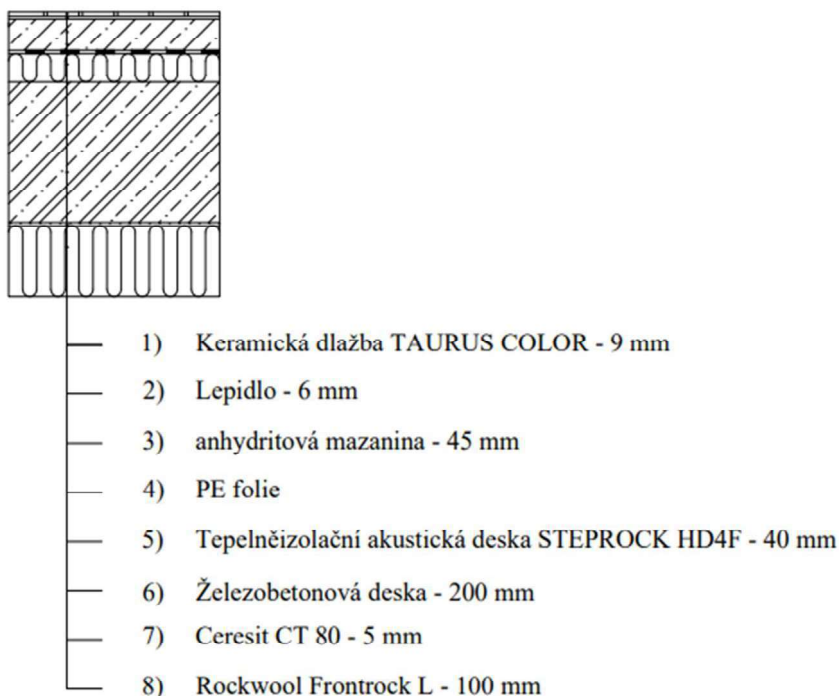 1) Keramická dlažba TAURUS COLOR - 9 mm
2) Lepidlo - 6 mm
3) anhydritová mazanina - 45 mm
4) PE folie
5) Tepelněizolační akustická deska STEPROCK HD4F - 40 mm
6) Železobetonová deska - 200 mm
7) Ceresit CT 80 - 5 mm
8) Rockwool Frontrock L - 100 mm